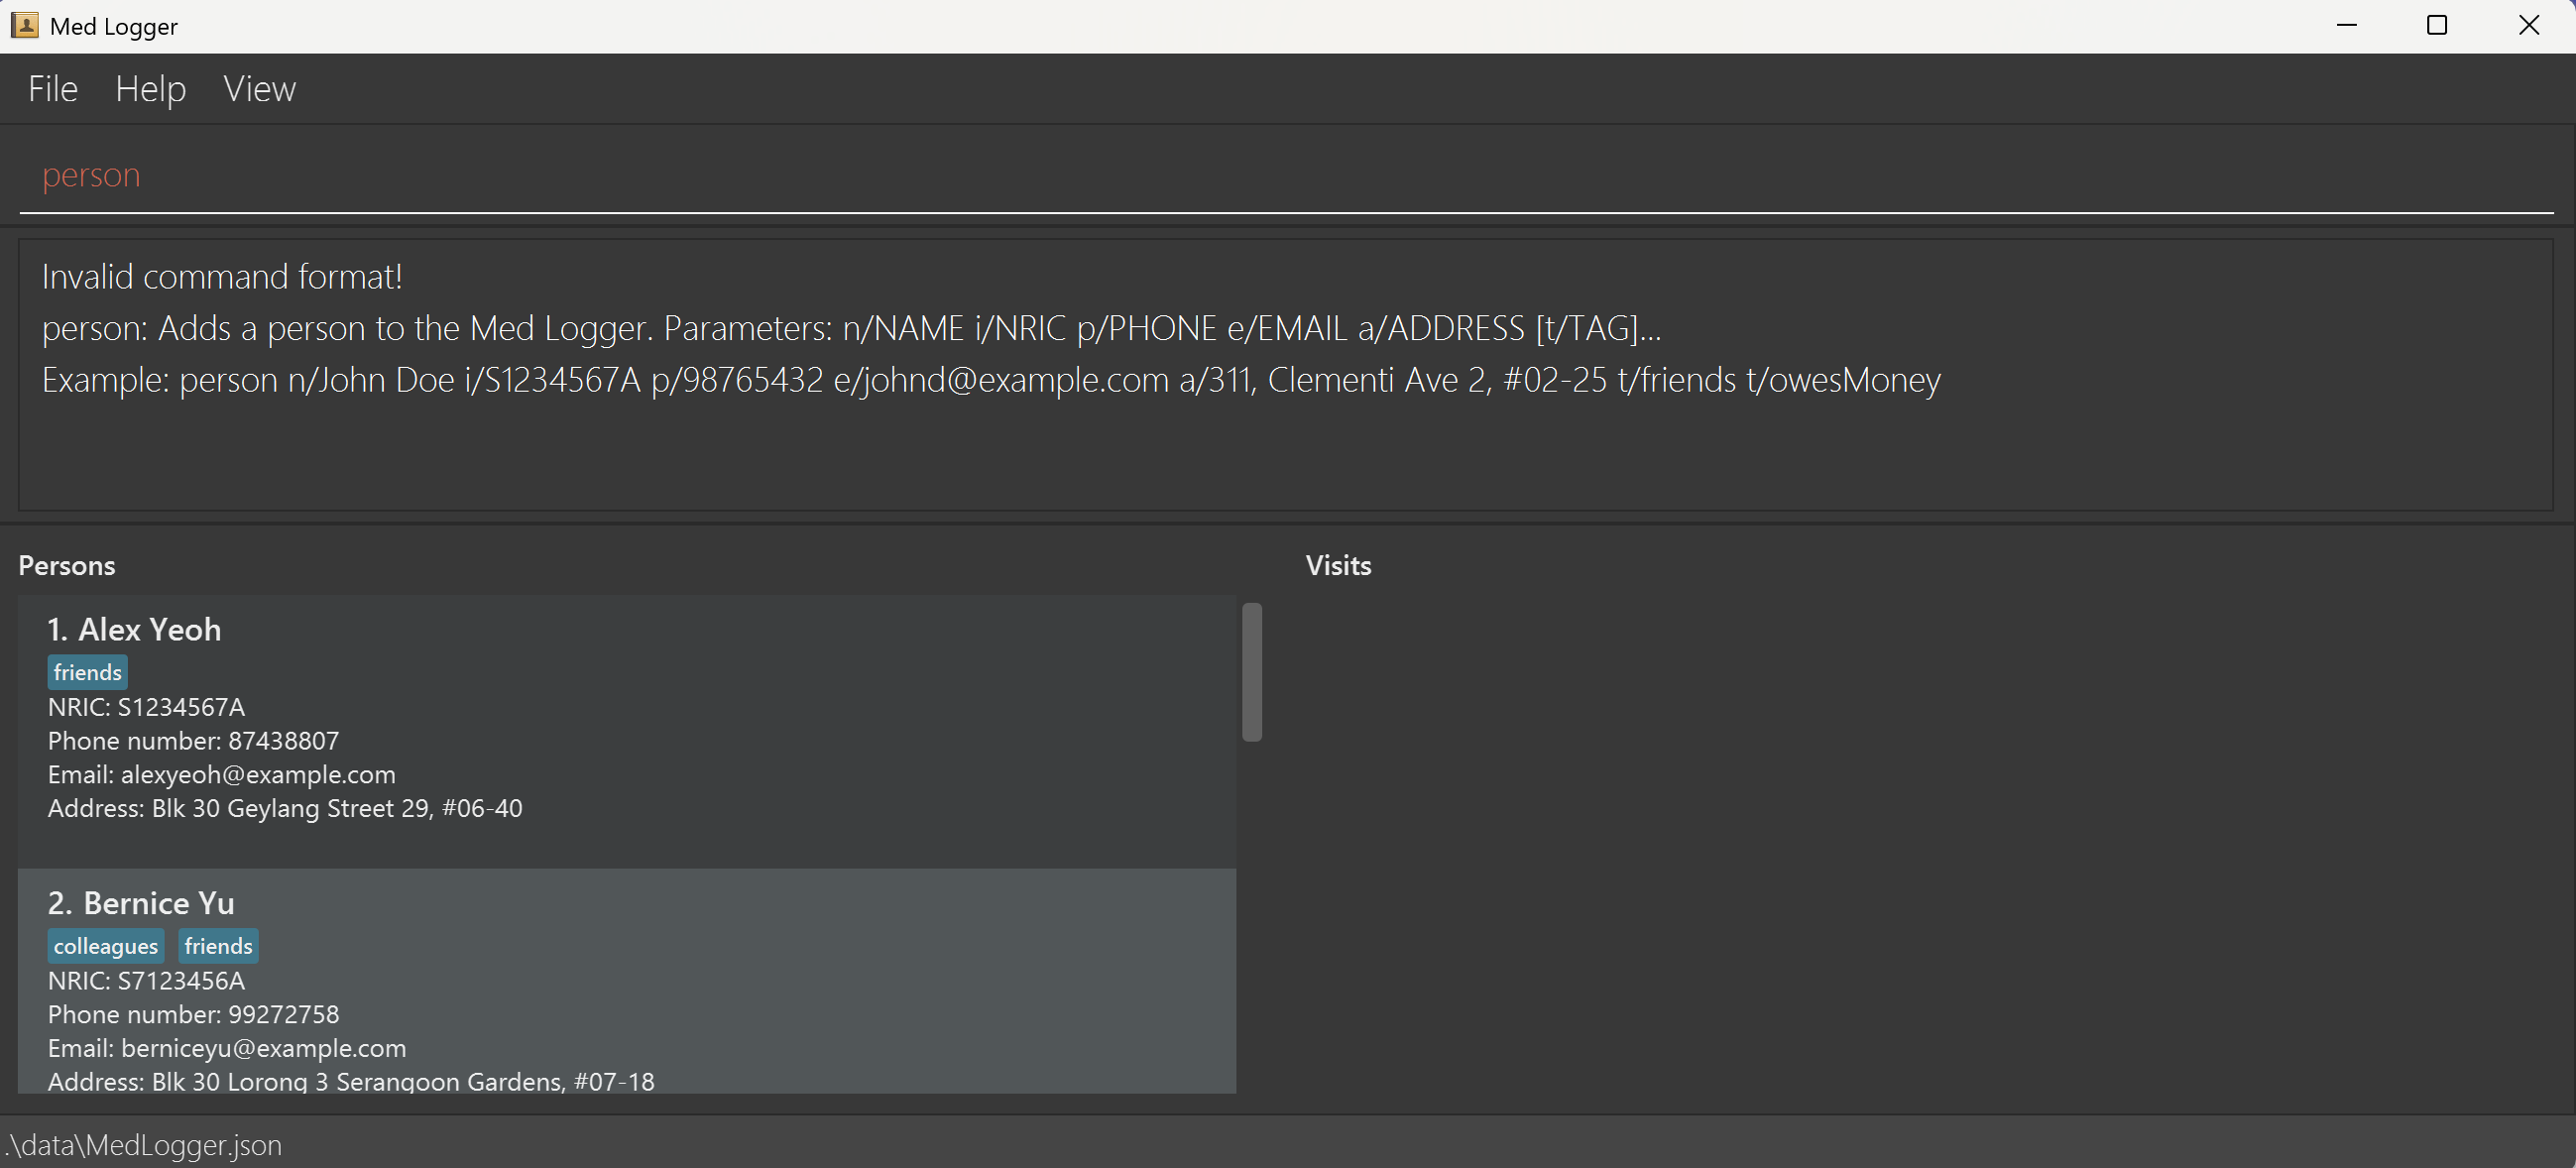 Med Logger
File Help View
person
Invalid command format!
person: Adds a person to the Med Logger. Parameters: n/NAME i/NRIC p/PHONE e/EMAIL a/ADDRESS [t/TAG]...
Example: person n/John Doe i/S1234567A p/98765432 e/johnd@example.com a/311, Clementi Ave 2, #02-25 t/friends t/owesMoney
Persons
1. Alex Yeoh
friends
NRIC: S1234567A
Phone number: 87438807
Email: alexyeoh@example.com
Address: Blk 30 Geylang Street 29, #06-40
2. Bernice Yu
colleagues friends
NRIC: S7123456A
Phone number: 99272758
Email: berniceyu@example.com
Address: Blk 30 Lorong 3 Serangoon Gardens, #07-18
Visits
.\data\MedLogger.json